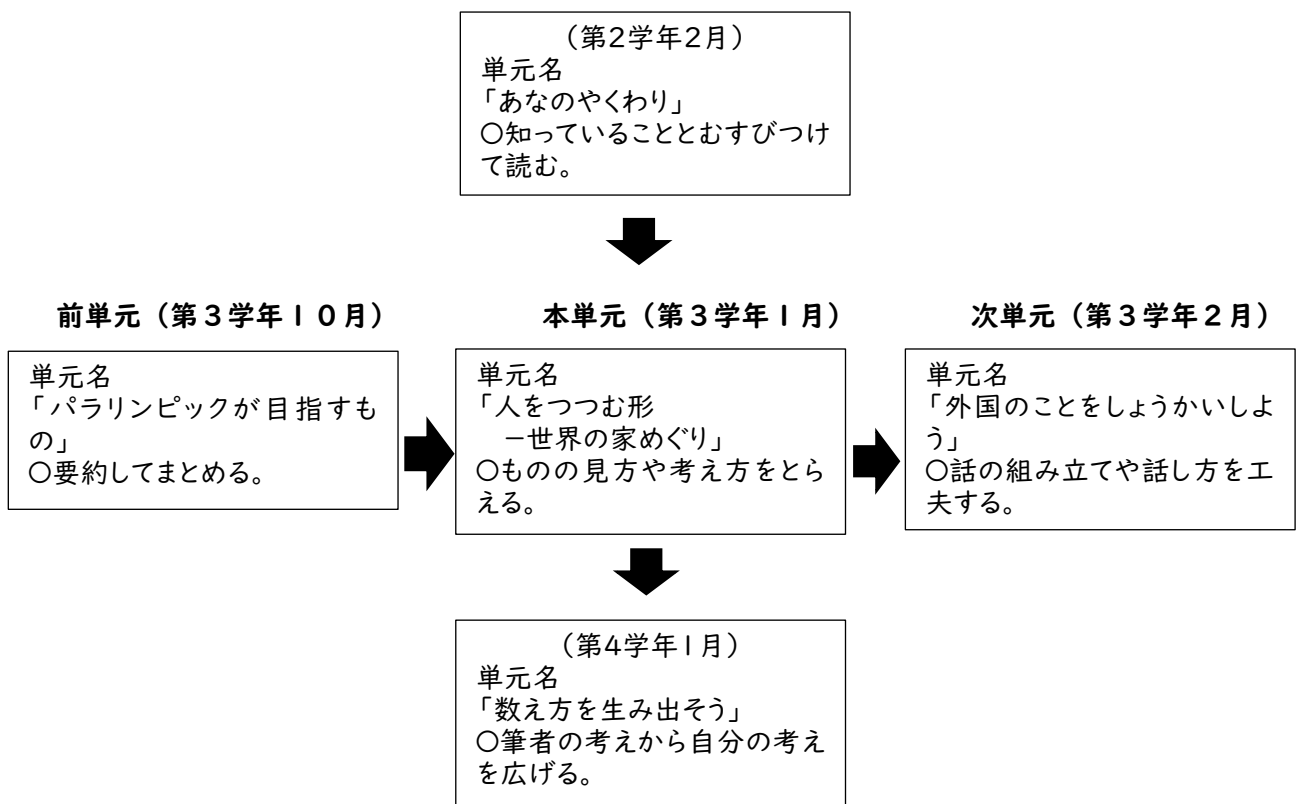 （第2学年2月）
単元名
「あなのやくわり」
○知っていることとむすびつけ
て読む。
前単元（第３学年１０月）
単元名
「パラリンピックが目指すも
の」
○要約してまとめる。
本単元（第３学年１月）
単元名
「人をつつむ形
－世界の家めぐり」
○ものの見方や考え方をとら
える。
次単元（第３学年２月）
単元名
「外国のことをしょうかいしよ
う」
○話の組み立てや話し方を工
夫する。
（第4学年1月）
単元名
「数え方を生み出そう」
○筆者の考えから自分の考え
を広げる。